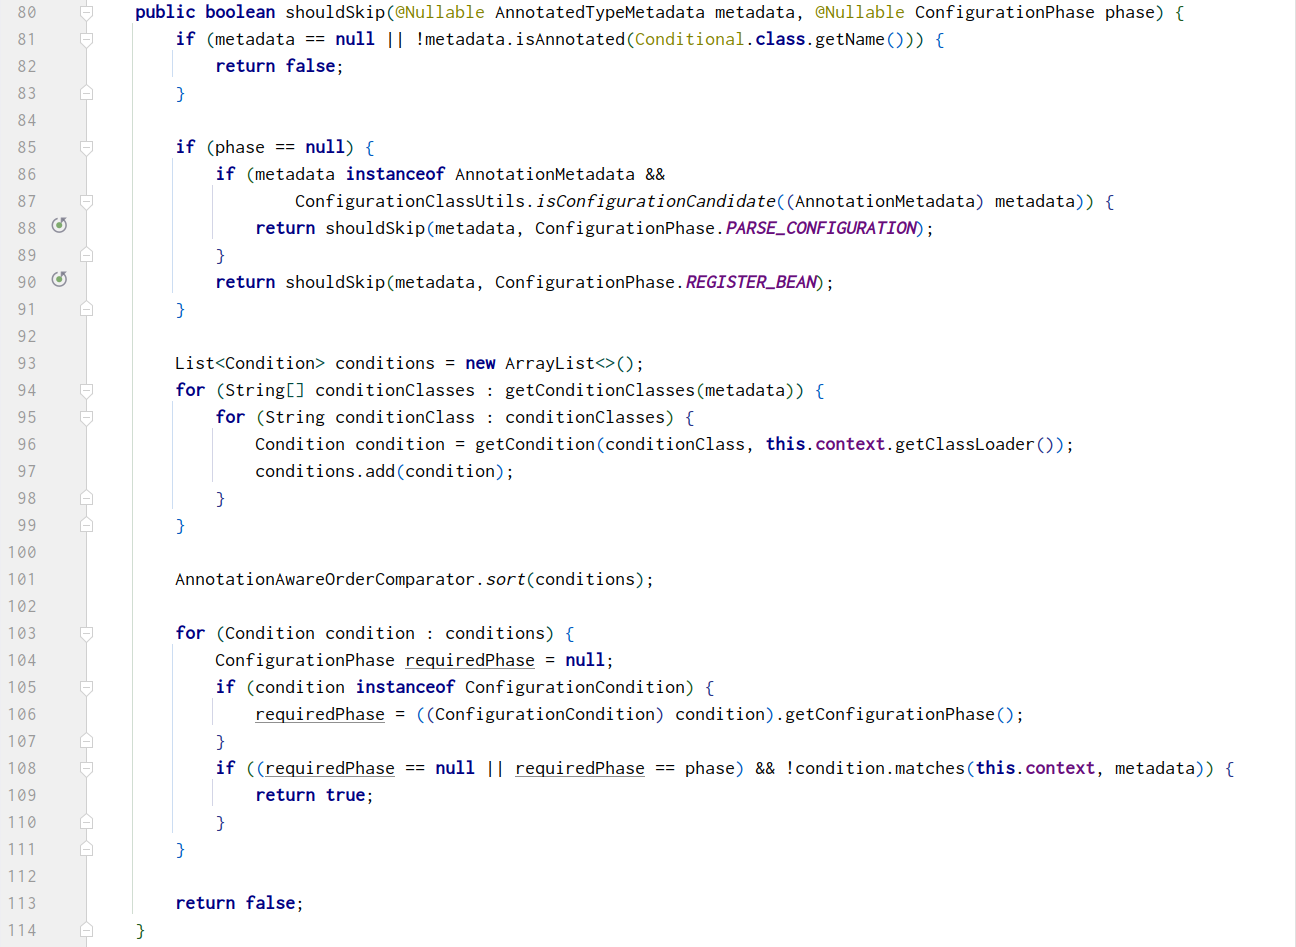 80 public boolean shouldSkip(@Nullable AnnotatedTypeMetadata metadata, @Nullable ConfigurationPhase phase) {
81 if (metadata == null || !metadata.isAnnotated(Conditional.class.getName())) {
82 return false;
83 }
84
85 if (phase == null) {
86 if (metadata instanceof AnnotationMetadata &&
87 ConfigurationClassUtils.isConfigurationCandidate((AnnotationMetadata) metadata)) {
88 return shouldSkip(metadata, ConfigurationPhase.PARSE_CONFIGURATION);
89 }
90 return shouldSkip(metadata, ConfigurationPhase.REGISTER_BEAN);
91 }
92
93 List<Condition> conditions = new ArrayList<>();
94 for (String[] conditionClasses : getConditionClasses(metadata)) {
95 for (String conditionClass : conditionClasses) {
96 Condition condition = getCondition(conditionClass, this.context.getClassLoader());
97 conditions.add(condition);
98 }
99 }
100
101 AnnotationAwareOrderComparator.sort(conditions);
102
103 for (Condition condition : conditions) {
104 ConfigurationPhase requiredPhase = null;
105 if (condition instanceof ConfigurationCondition) {
106 requiredPhase = ((ConfigurationCondition) condition).getConfigurationPhase();
107 }
108 if ((requiredPhase == null || requiredPhase == phase) && !condition.matches(this.context, metadata)) {
109 return true;
110 }
111 }
112
113 return false;
114 }